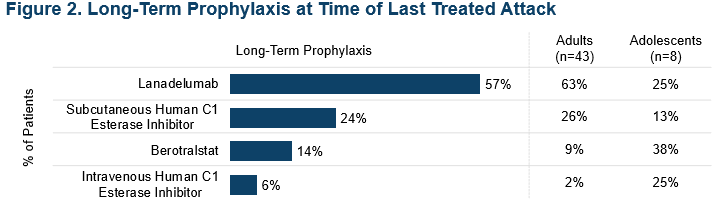 Figure 2. Long-Term Prophylaxis at Time of Last Treated Attack
Long-Term Prophylaxis
Adults
(n=43)
Adolescents
(n=8)
% of Patients
Lanadelumab
57%
63%
25%
Subcutaneous Human C1
Esterase Inhibitor
24%
26%
13%
Berotralstat
14%
9%
38%
Intravenous Human C1
Esterase Inhibitor
6%
2%
25%